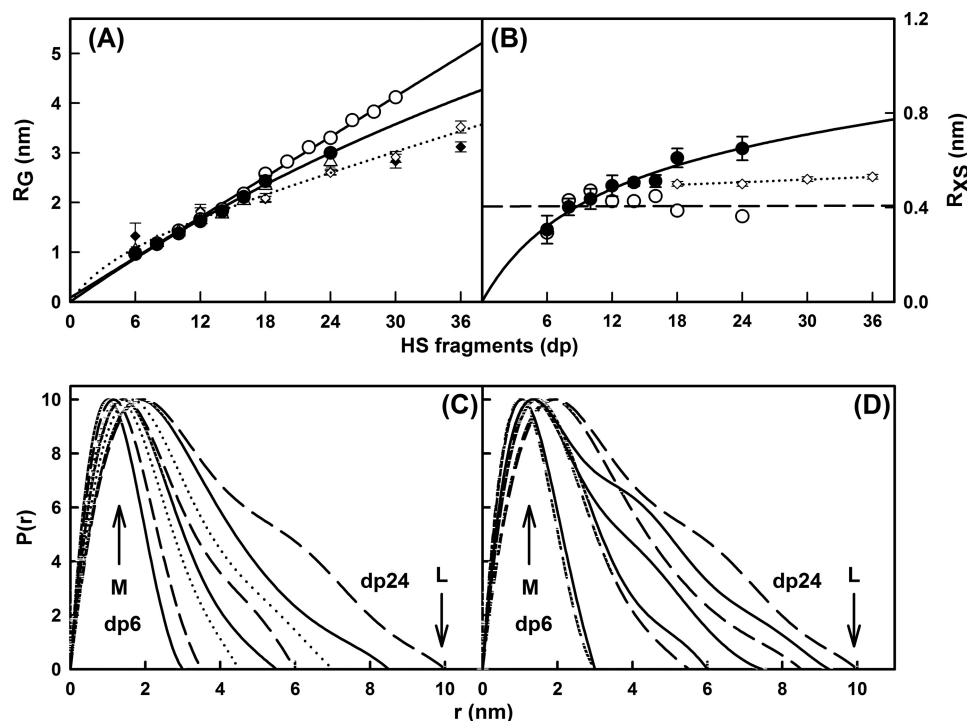 (A)
(B)
1.2
5
4
3
2
1
0
R_G (nm)
0.8
0.4
0.0
R_XS (nm)
0 6 12 18 24 30 36
6 12 18 24 30 36
HS fragments (dp)
(C)
(D)
10
8
6
4
2
0
P(r)
M
dp6
dp24
L
M
dp6
dp24
L
0 2 4 6 8 10
0 2 4 6 8 10
r (nm)